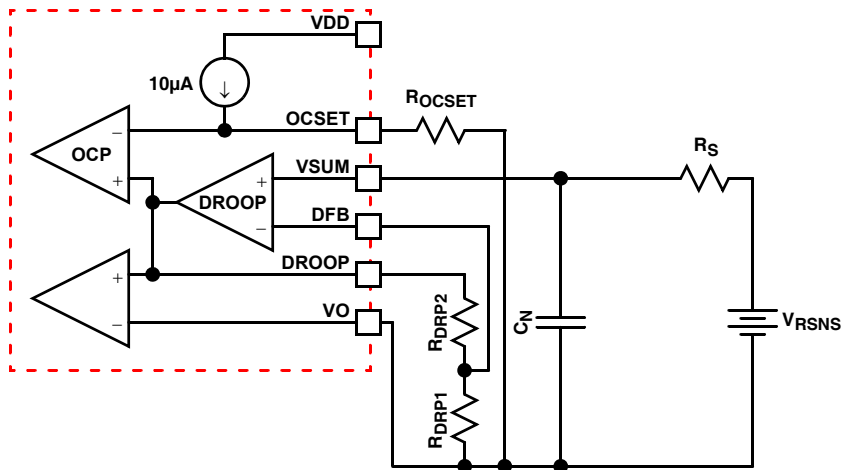 VDD
10µA
↓
OCSET
ROCSET
−
OCP
+
VSUM
RS
+
DROOP
−
DFB
DROOP
+
VO
−
RDRP2
CN
VRSNS
RDRP1